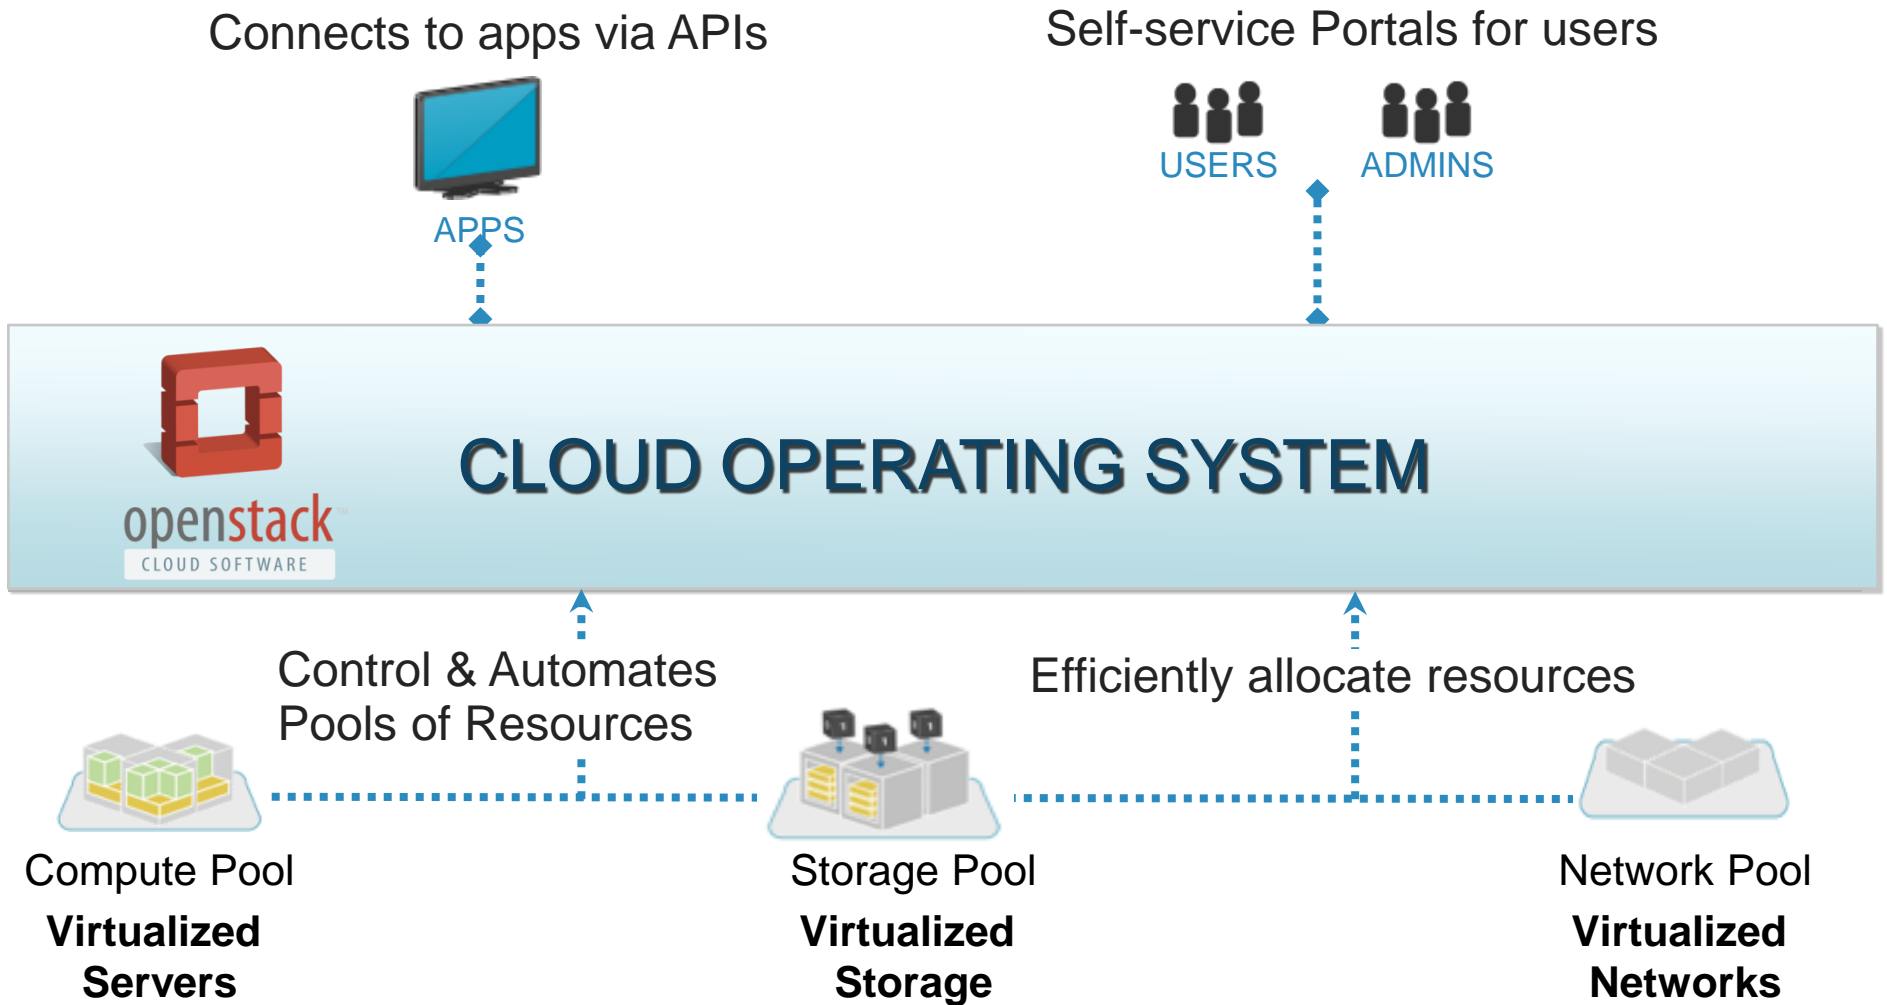 Connects to apps via APIs
Self-service Portals for users
USERS
ADMINS
APPS
CLOUD OPERATING SYSTEM
openstack™
CLOUD SOFTWARE
Control & Automates
Pools of Resources
Efficiently allocate resources
Compute Pool
Virtualized
Servers
Storage Pool
Virtualized
Storage
Network Pool
Virtualized
Networks